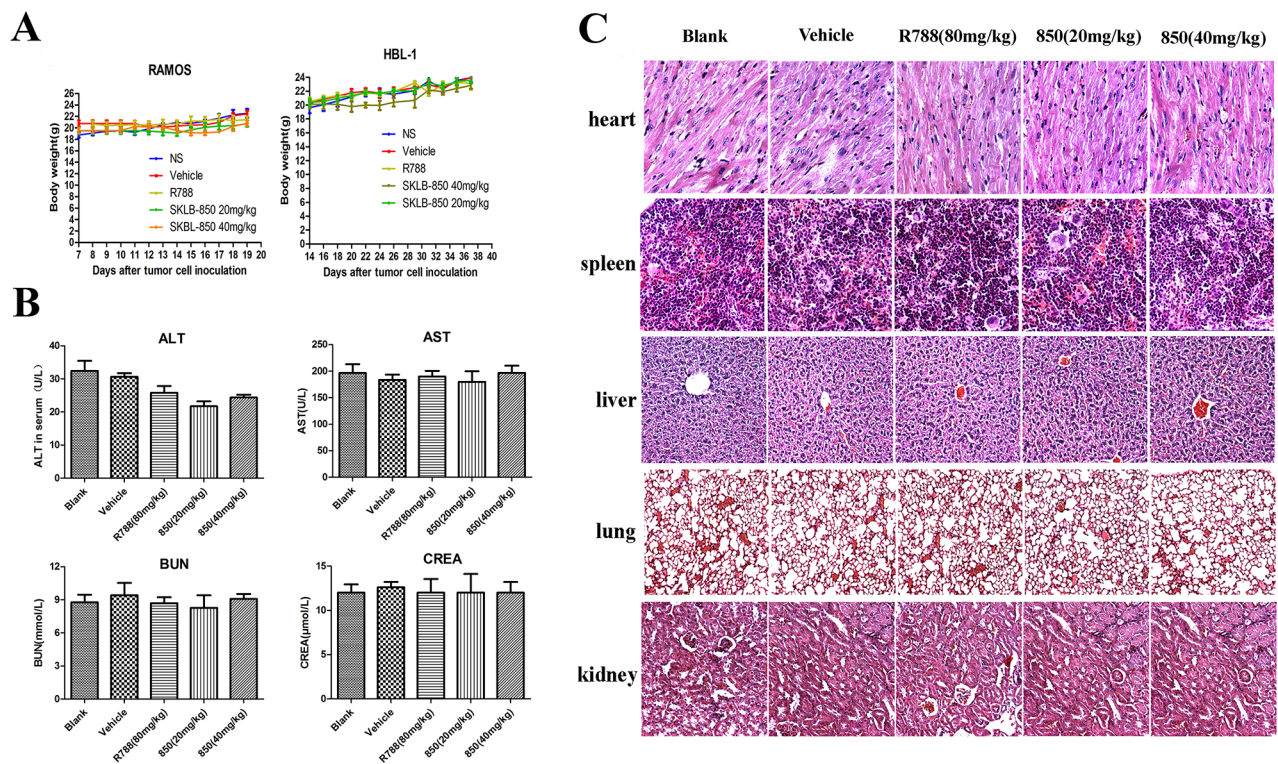 A
RAMOS
Body weight(g)
26
24
22
20
18
16
14
12
10
8
6
4
2
0
NS
Vehicle
R788
SKLB-850 20mg/kg
SKBL-850 40mg/kg
7 8 9 10 11 12 13 14 15 16 17 18 19 20
Days after tumor cell inoculation
HBL-1
Body weight(g)
24
22
20
18
16
14
12
10
8
6
4
2
0
NS
Vehicle
R788
SKLB-850 40mg/kg
SKLB-850 20mg/kg
14 16 18 20 22 24 26 28 30 32 34 36 38 40
Days after tumor cell inoculation
B
ALT
ALT in serum (U/L)
40
30
20
10
0
Blank
Vehicle
R788(80mg/kg)
850(20mg/kg)
850(40mg/kg)
AST
AST(U/L)
250
200
150
100
50
0
Blank
Vehicle
R788(80mg/kg)
850(20mg/kg)
850(40mg/kg)
BUN
BUN(mmol/L)
12
9
6
3
0
Blank
Vehicle
R788(80mg/kg)
850(20mg/kg)
850(40mg/kg)
CREA
CREA(μmol/L)
15
10
5
0
Blank
Vehicle
R788(80mg/kg)
850(20mg/kg)
850(40mg/kg)
C
Blank Vehicle R788(80mg/kg) 850(20mg/kg) 850(40mg/kg)
heart
spleen
liver
lung
kidney